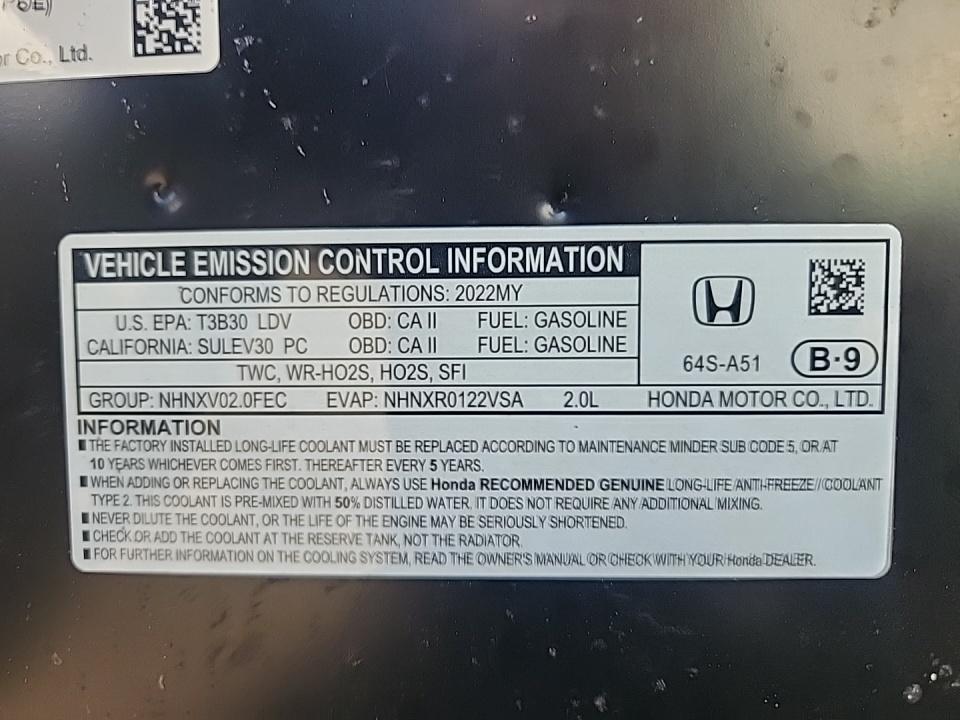 or Co., Ltd.
VEHICLE EMISSION CONTROL INFORMATION
CONFORMS TO REGULATIONS: 2022MY
U.S. EPA: T3B30 LDV OBD: CA II FUEL: GASOLINE
CALIFORNIA: SULEV30 PC OBD: CA II FUEL: GASOLINE
TWC, WR-HO2S, HO2S, SFI
64S-A51 B·9
GROUP: NHNXV02.0FEC EVAP: NHNXR0122VSA 2.0L HONDA MOTOR CO., LTD.
INFORMATION
■ THE FACTORY INSTALLED LONG-LIFE COOLANT MUST BE REPLACED ACCORDING TO MAINTENANCE MINDER SUB CODE 5, OR AT
10 YEARS WHICHEVER COMES FIRST. THEREAFTER EVERY 5 YEARS.
■ WHEN ADDING OR REPLACING THE COOLANT, ALWAYS USE Honda RECOMMENDED GENUINE LONG-LIFE ANTI-FREEZE/COOLANT
TYPE 2. THIS COOLANT IS PRE-MIXED WITH 50% DISTILLED WATER. IT DOES NOT REQUIRE ANY ADDITIONAL MIXING.
■ NEVER DILUTE THE COOLANT, OR THE LIFE OF THE ENGINE MAY BE SERIOUSLY SHORTENED.
■ CHECK OR ADD THE COOLANT AT THE RESERVE TANK, NOT THE RADIATOR.
■ FOR FURTHER INFORMATION ON THE COOLING SYSTEM, READ THE OWNER'S MANUAL OR CHECK WITH YOUR Honda DEALER.